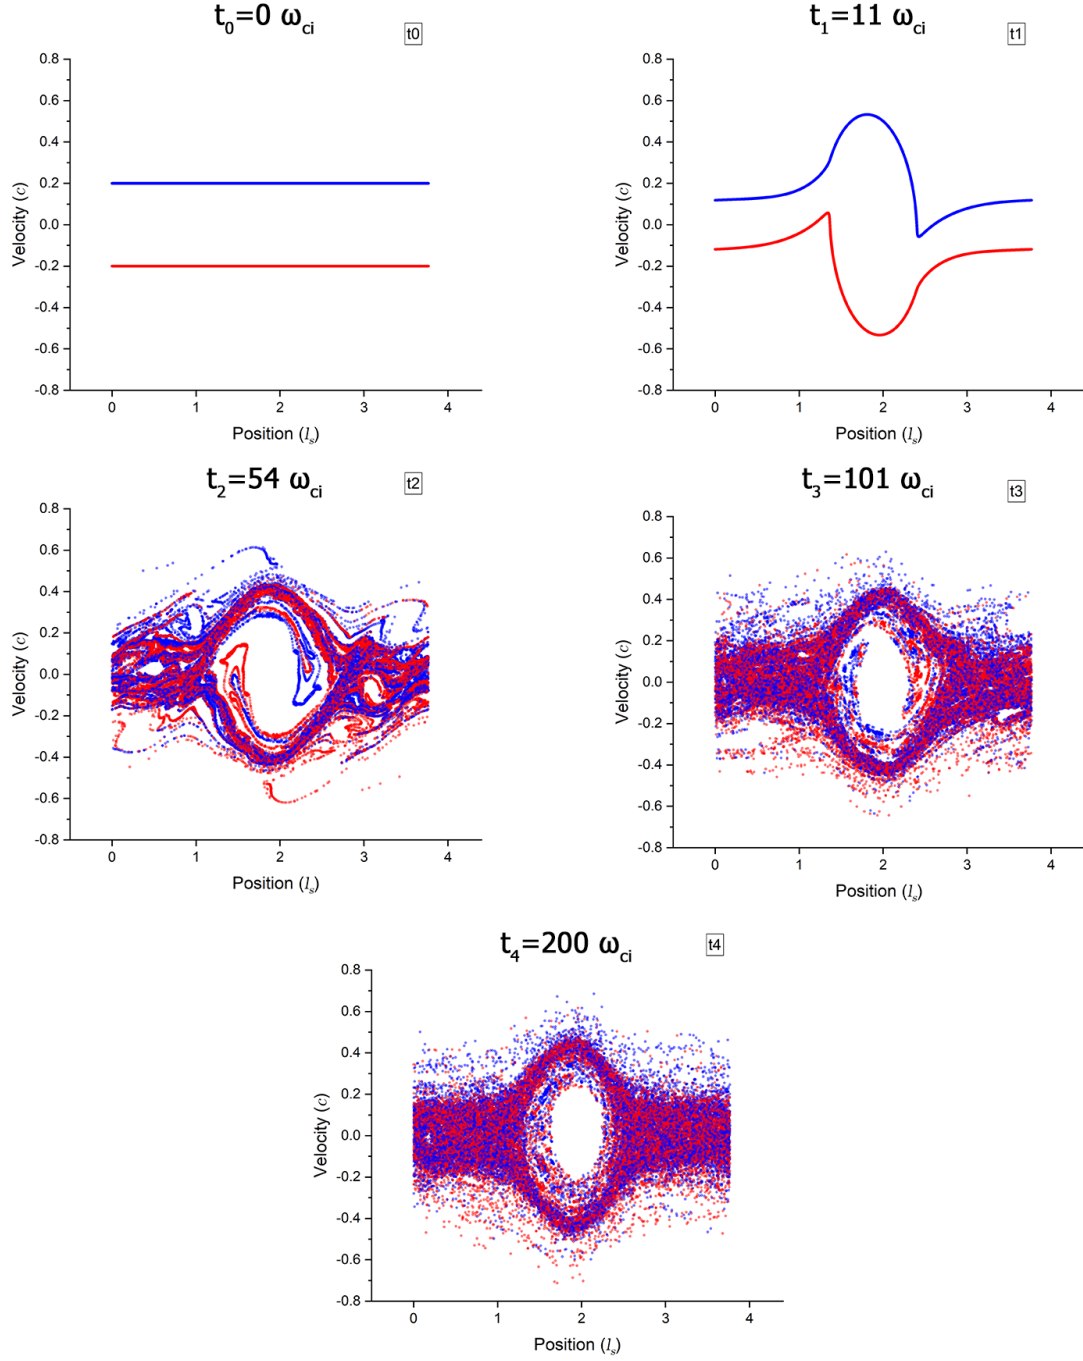 t₀=0 ω_ci
t0
0.8
0.6
0.4
0.2
0.0
-0.2
-0.4
-0.6
-0.8
Velocity (c)
0 1 2 3 4
Position (lₛ)
t₁=11 ω_ci
t1
0.8
0.6
0.4
0.2
0.0
-0.2
-0.4
-0.6
-0.8
Velocity (c)
0 1 2 3 4
Position (lₛ)
t₂=54 ω_ci
t2
0.8
0.6
0.4
0.2
0.0
-0.2
-0.4
-0.6
-0.8
Velocity (c)
0 1 2 3 4
Position (lₛ)
t₃=101 ω_ci
t3
0.8
0.6
0.4
0.2
0.0
-0.2
-0.4
-0.6
-0.8
Velocity (c)
0 1 2 3 4
Position (lₛ)
t₄=200 ω_ci
t4
0.8
0.6
0.4
0.2
0.0
-0.2
-0.4
-0.6
-0.8
Velocity (c)
0 1 2 3 4
Position (lₛ)